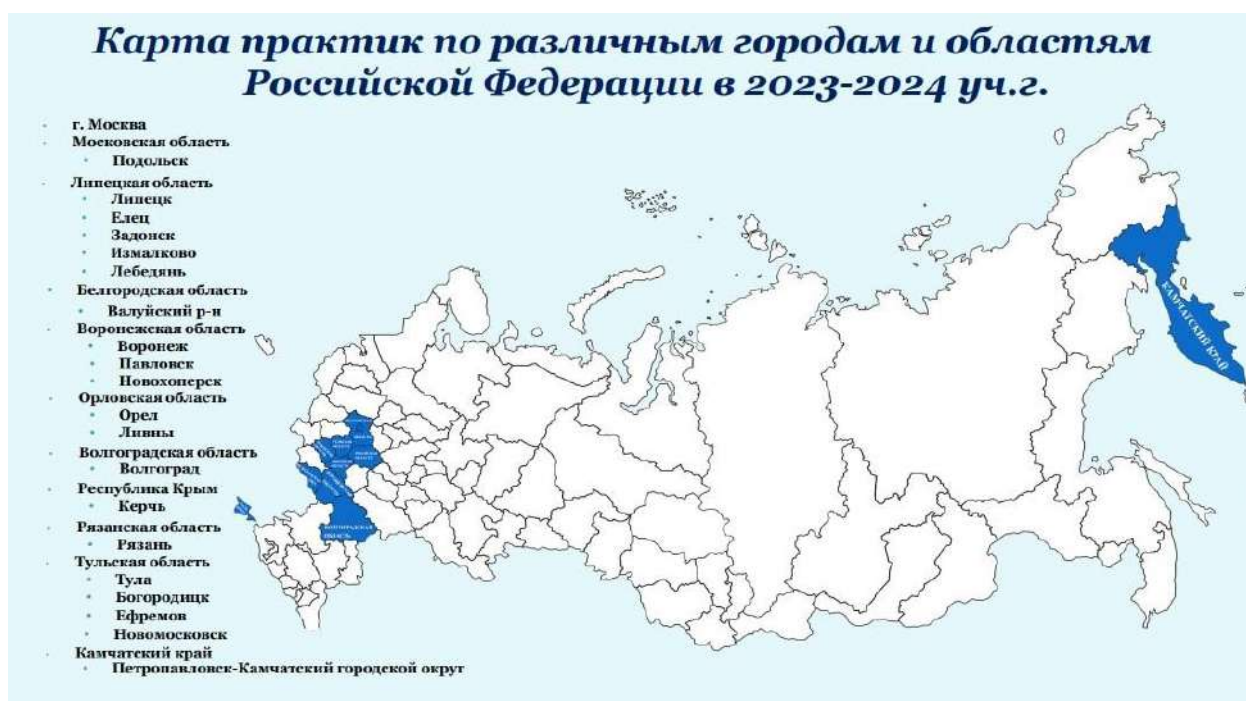 Карта практик по различным городам и областям
Российской Федерации в 2023-2024 уч.г.
г. Москва
Московская область
Подольск
Липецкая область
Липецк
Елец
Задонск
Измалково
Лебедянь
Белгородская область
Валуйский р-н
Воронежская область
Воронеж
Павловск
Новохоперск
Орловская область
Орел
Ливны
Волгоградская область
Волгоград
Республика Крым
Керчь
Рязанская область
Рязань
Тульская область
Тула
Богородицк
Ефремов
Новомосковск
Камчатский край
Петропавловск-Камчатский городской округ
КАМЧАТСКИЙ КРАЙ
ВОЛГОГРАДСКАЯ
ОБЛАСТЬ